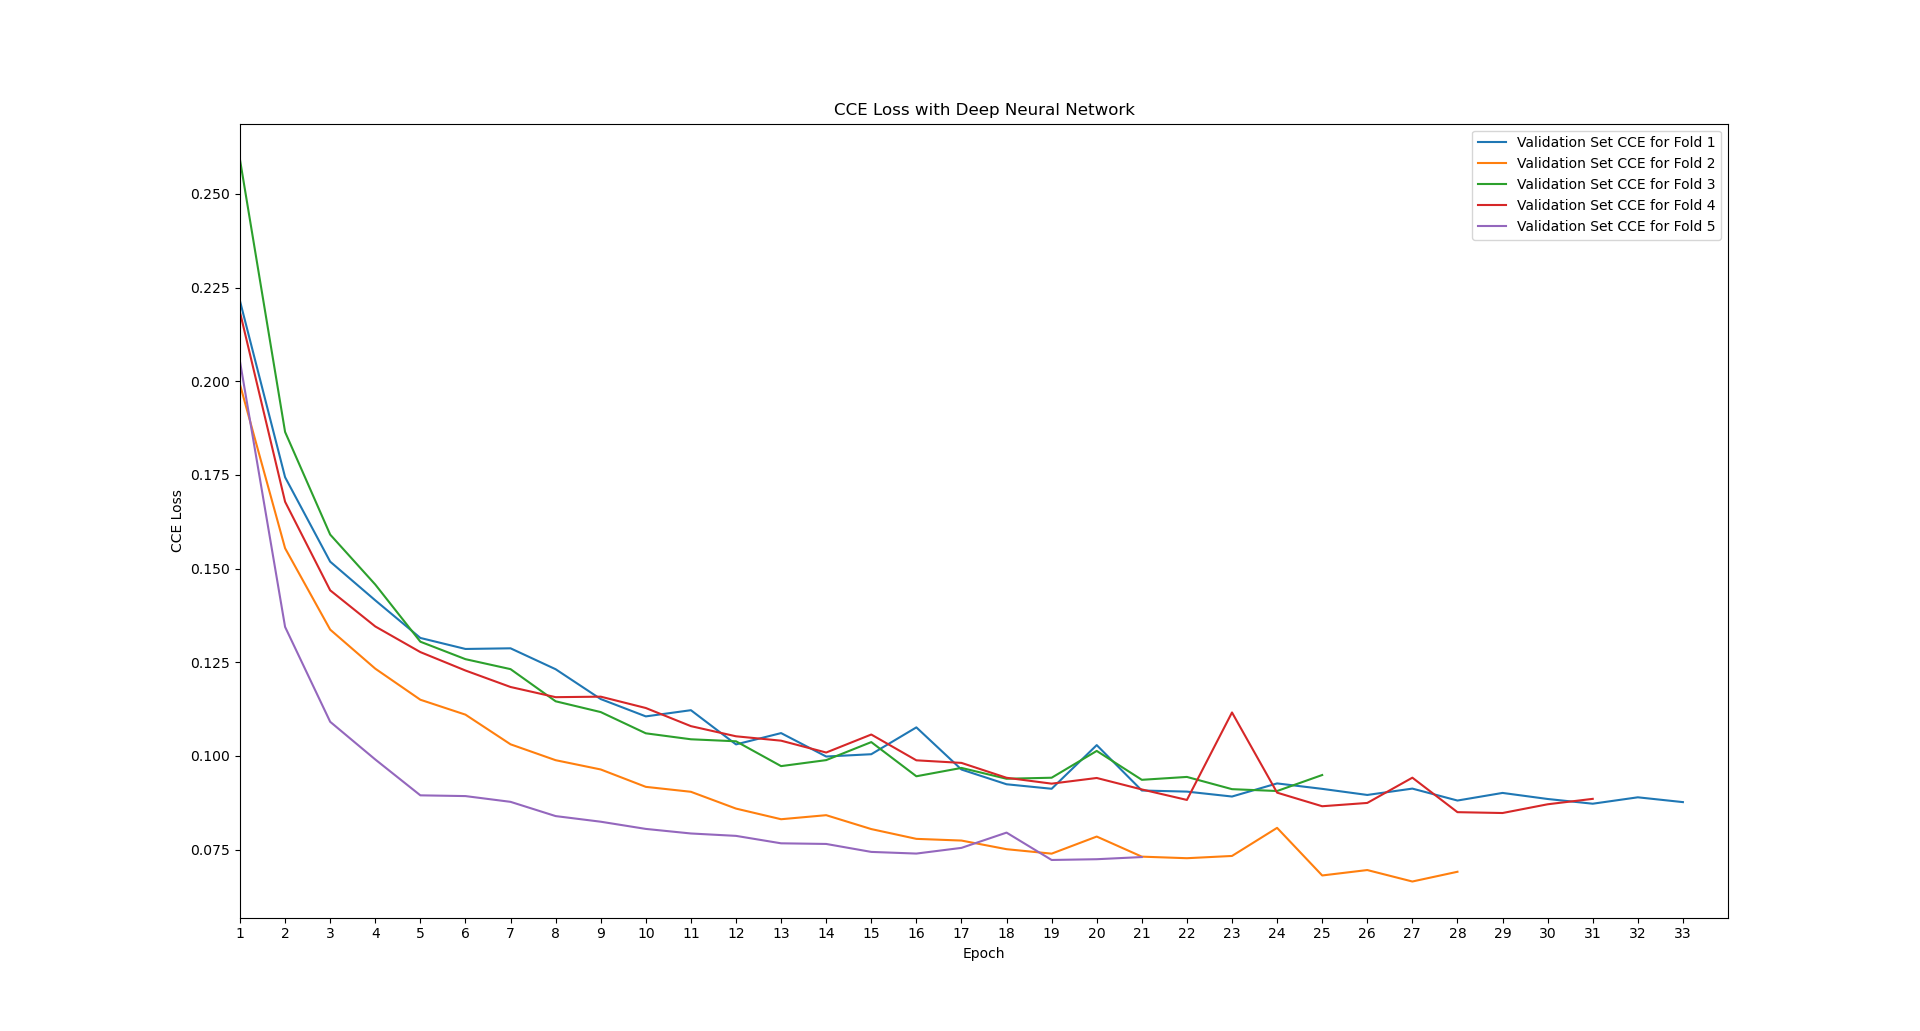 CCE Loss with Deep Neural Network
Validation Set CCE for Fold 1
Validation Set CCE for Fold 2
Validation Set CCE for Fold 3
Validation Set CCE for Fold 4
Validation Set CCE for Fold 5
0.250
0.225
0.200
0.175
0.150
0.125
0.100
0.075
CCE Loss
1 2 3 4 5 6 7 8 9 10 11 12 13 14 15 16 17 18 19 20 21 22 23 24 25 26 27 28 29 30 31 32 33
Epoch